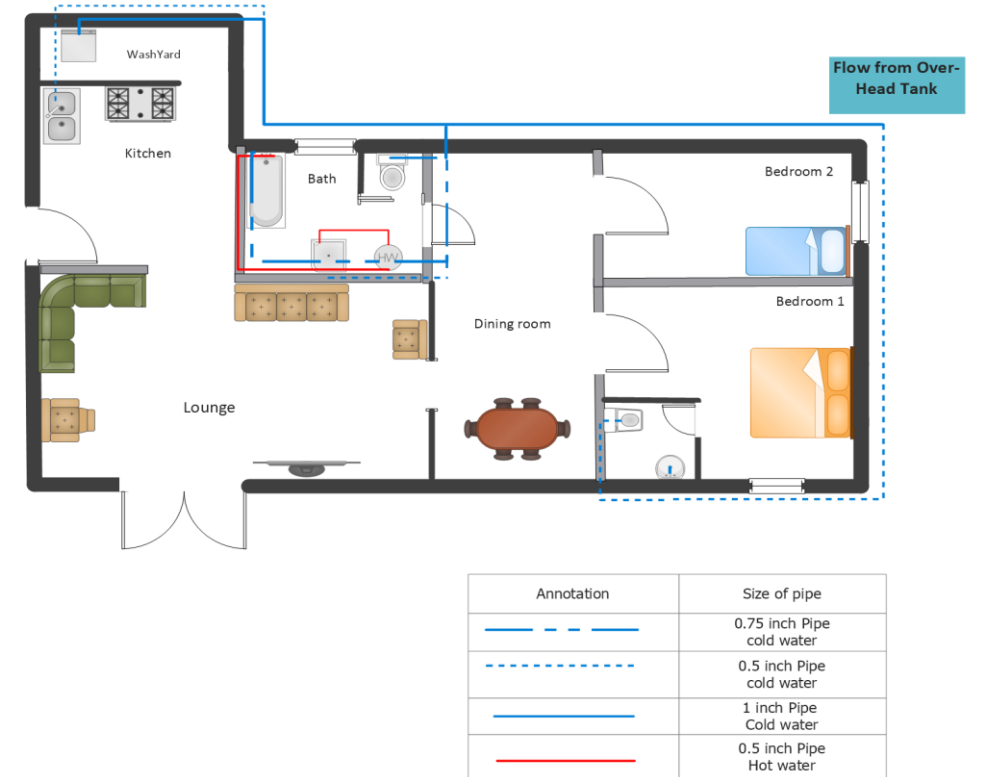 WashYard
Flow from Over-
Head Tank
Kitchen
Bath
Bedroom 2
HW
Bedroom 1
Dining room
Lounge
Annotation
Size of pipe
0.75 inch Pipe
cold water
0.5 inch Pipe
cold water
1 inch Pipe
Cold water
0.5 inch Pipe
Hot water